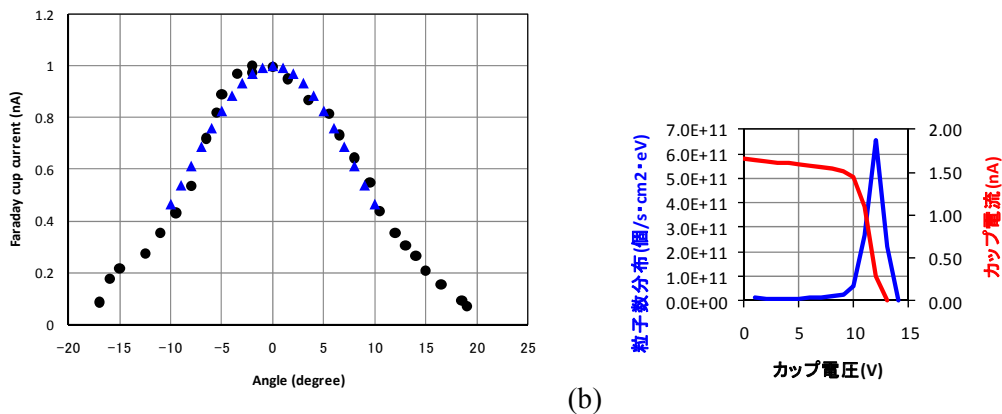 1.2
1
0.8
0.6
0.4
0.2
0
Faraday cup current (nA)
−20 −15 −10 −5 0 5 10 15 20 25
Angle (degree)
(b)
7.0E+11
6.0E+11
5.0E+11
4.0E+11
3.0E+11
2.0E+11
1.0E+11
0.0E+00
粒子数分布(個/s・cm2・eV)
2.00
1.50
1.00
0.50
0.00
カップ電流(nA)
0 5 10 15
カップ電圧(V)